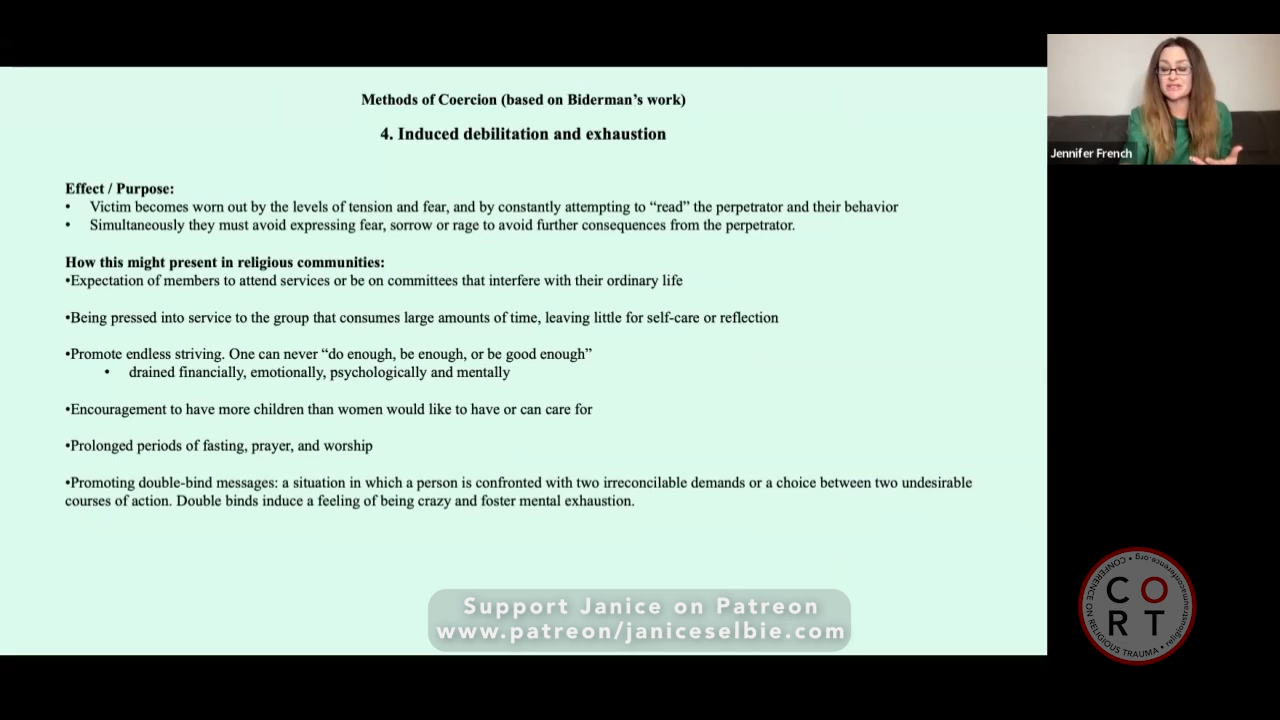 Methods of Coercion (based on Biderman’s work)
4. Induced debilitation and exhaustion
Effect / Purpose:
• Victim becomes worn out by the levels of tension and fear, and by constantly attempting to “read” the perpetrator and their behavior
• Simultaneously they must avoid expressing fear, sorrow or rage to avoid further consequences from the perpetrator.
How this might present in religious communities:
•Expectation of members to attend services or be on committees that interfere with their ordinary life
•Being pressed into service to the group that consumes large amounts of time, leaving little for self-care or reflection
•Promote endless striving. One can never “do enough, be enough, or be good enough”
• drained financially, emotionally, psychologically and mentally
•Encouragement to have more children than women would like to have or can care for
•Prolonged periods of fasting, prayer, and worship
•Promoting double-bind messages: a situation in which a person is confronted with two irreconcilable demands or a choice between two undesirable
courses of action. Double binds induce a feeling of being crazy and foster mental exhaustion.
Jennifer French
Support Janice on Patreon
www.patreon/janiceselbie.com
CO
RT
CONFERENCE ON RELIGIOUS TRAUMA • religioustraumaconference.org •